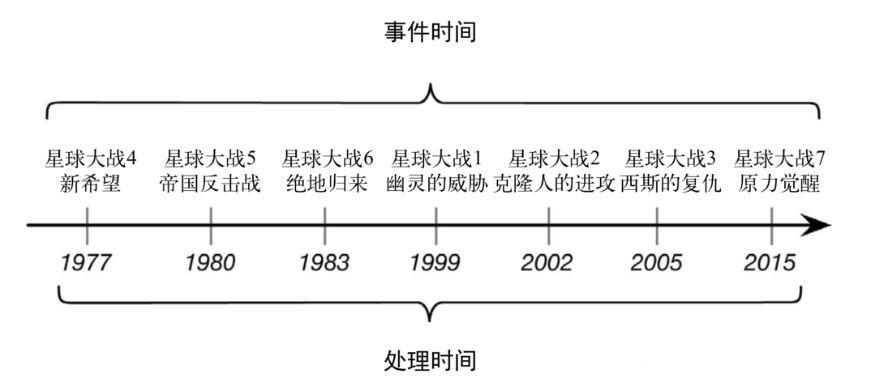 事件时间
星球大战4 星球大战5 星球大战6 星球大战1 星球大战2 星球大战3 星球大战7
新希望 帝国反击战 绝地归来 幽灵的威胁 克隆人的进攻 西斯的复仇 原力觉醒
1977 1980 1983 1999 2002 2005 2015
处理时间